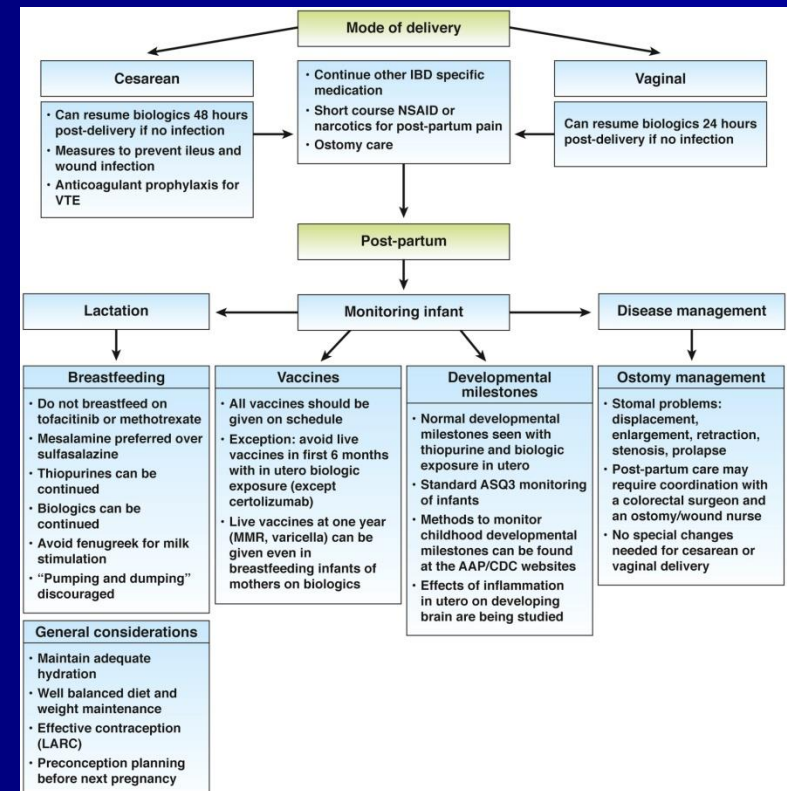 Mode of delivery
Cesarean
• Can resume biologics 48 hours
post-delivery if no infection
• Measures to prevent ileus and
wound infection
• Anticoagulant prophylaxis for
VTE
• Continue other IBD specific
medication
• Short course NSAID or
narcotics for post-partum pain
• Ostomy care
Vaginal
Can resume biologics 24 hours
post-delivery if no infection
Post-partum
Lactation
Monitoring infant
Disease management
Breastfeeding
• Do not breastfeed on
tofacitinib or methotrexate
• Mesalamine preferred over
sulfasalazine
• Thiopurines can be
continued
• Biologics can be
continued
• Avoid fenugreek for milk
stimulation
• “Pumping and dumping”
discouraged
General considerations
• Maintain adequate
hydration
• Well balanced diet and
weight maintenance
• Effective contraception
(LARC)
• Preconception planning
before next pregnancy
Vaccines
• All vaccines should be
given on schedule
• Exception: avoid live
vaccines in first 6 months
with in utero biologic
exposure (except
certolizumab)
• Live vaccines at one year
(MMR, varicella) can be
given even in
breastfeeding infants of
mothers on biologics
Developmental
milestones
• Normal developmental
milestones seen with
thiopurine and biologic
exposure in utero
• Standard ASQ3 monitoring
of infants
• Methods to monitor
childhood developmental
milestones can be found
at the AAP/CDC websites
• Effects of inflammation
in utero on developing
brain are being studied
Ostomy management
• Stomal problems:
displacement,
enlargement, retraction,
stenosis, prolapse
• Post-partum care may
require coordination with
a colorectal surgeon and
an ostomy/wound nurse
• No special changes
needed for cesarean or
vaginal delivery